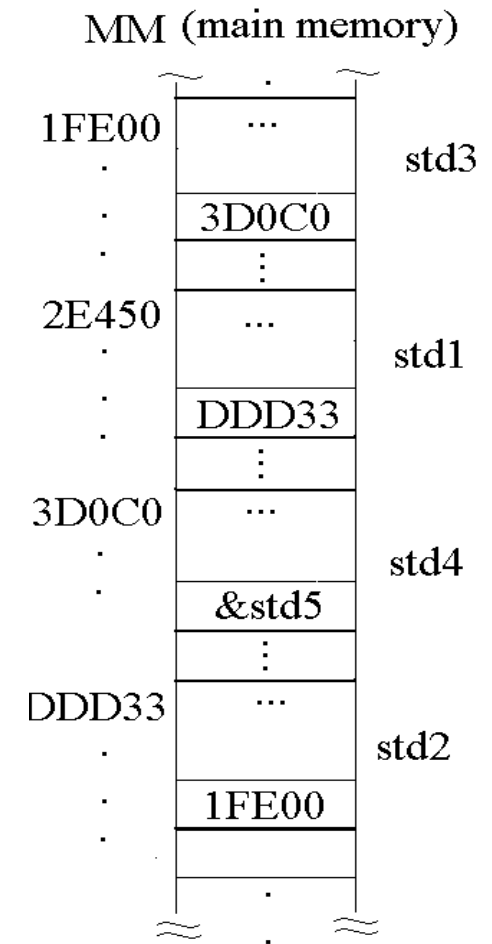 MM (main memory)
1FE00
...
std3
3D0C0
2E450
...
std1
DDD33
3D0C0
...
std4
&std5
DDD33
...
std2
1FE00